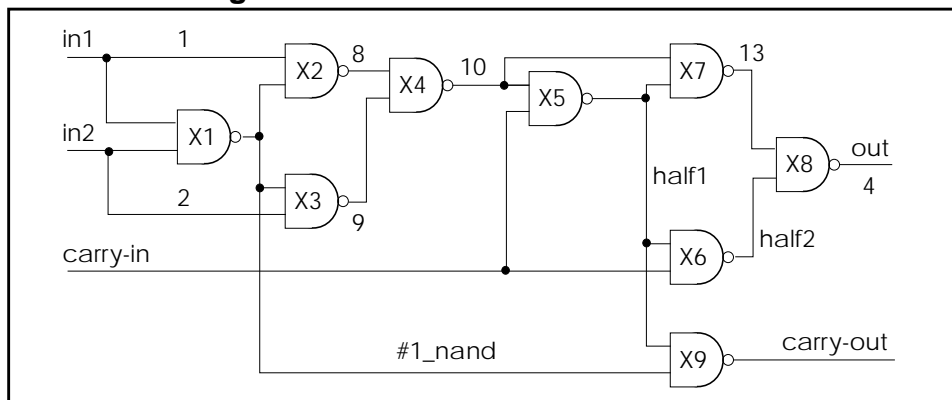 in1
1
X2
8
X4
10
X5
X7
13
in2
X1
X8
out
4
2
X3
9
half1
carry-in
X6
half2
#1_nand
X9
carry-out